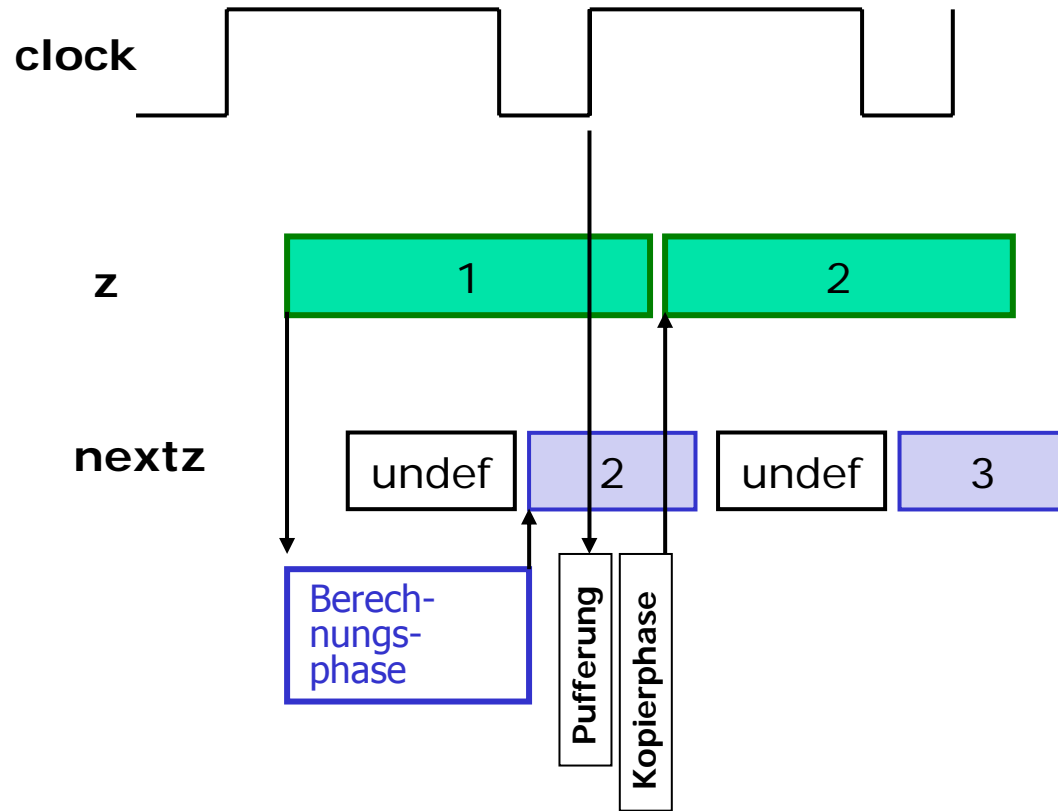 clock
z
1
2
nextz
undef
2
undef
3
Berech-
nungs-
phase
Pufferung
Kopierphase